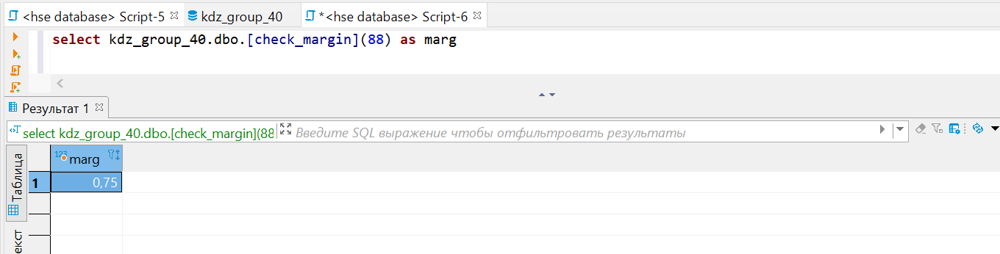 <hse database> Script-5
kdz_group_40
*<hse database> Script-6
select kdz_group_40.dbo.[check_margin](88) as marg
Результат 1
select kdz_group_40.dbo.[check_margin](88
Введите SQL выражение чтобы отфильтровать результаты
Таблица
123 marg
1 0,75